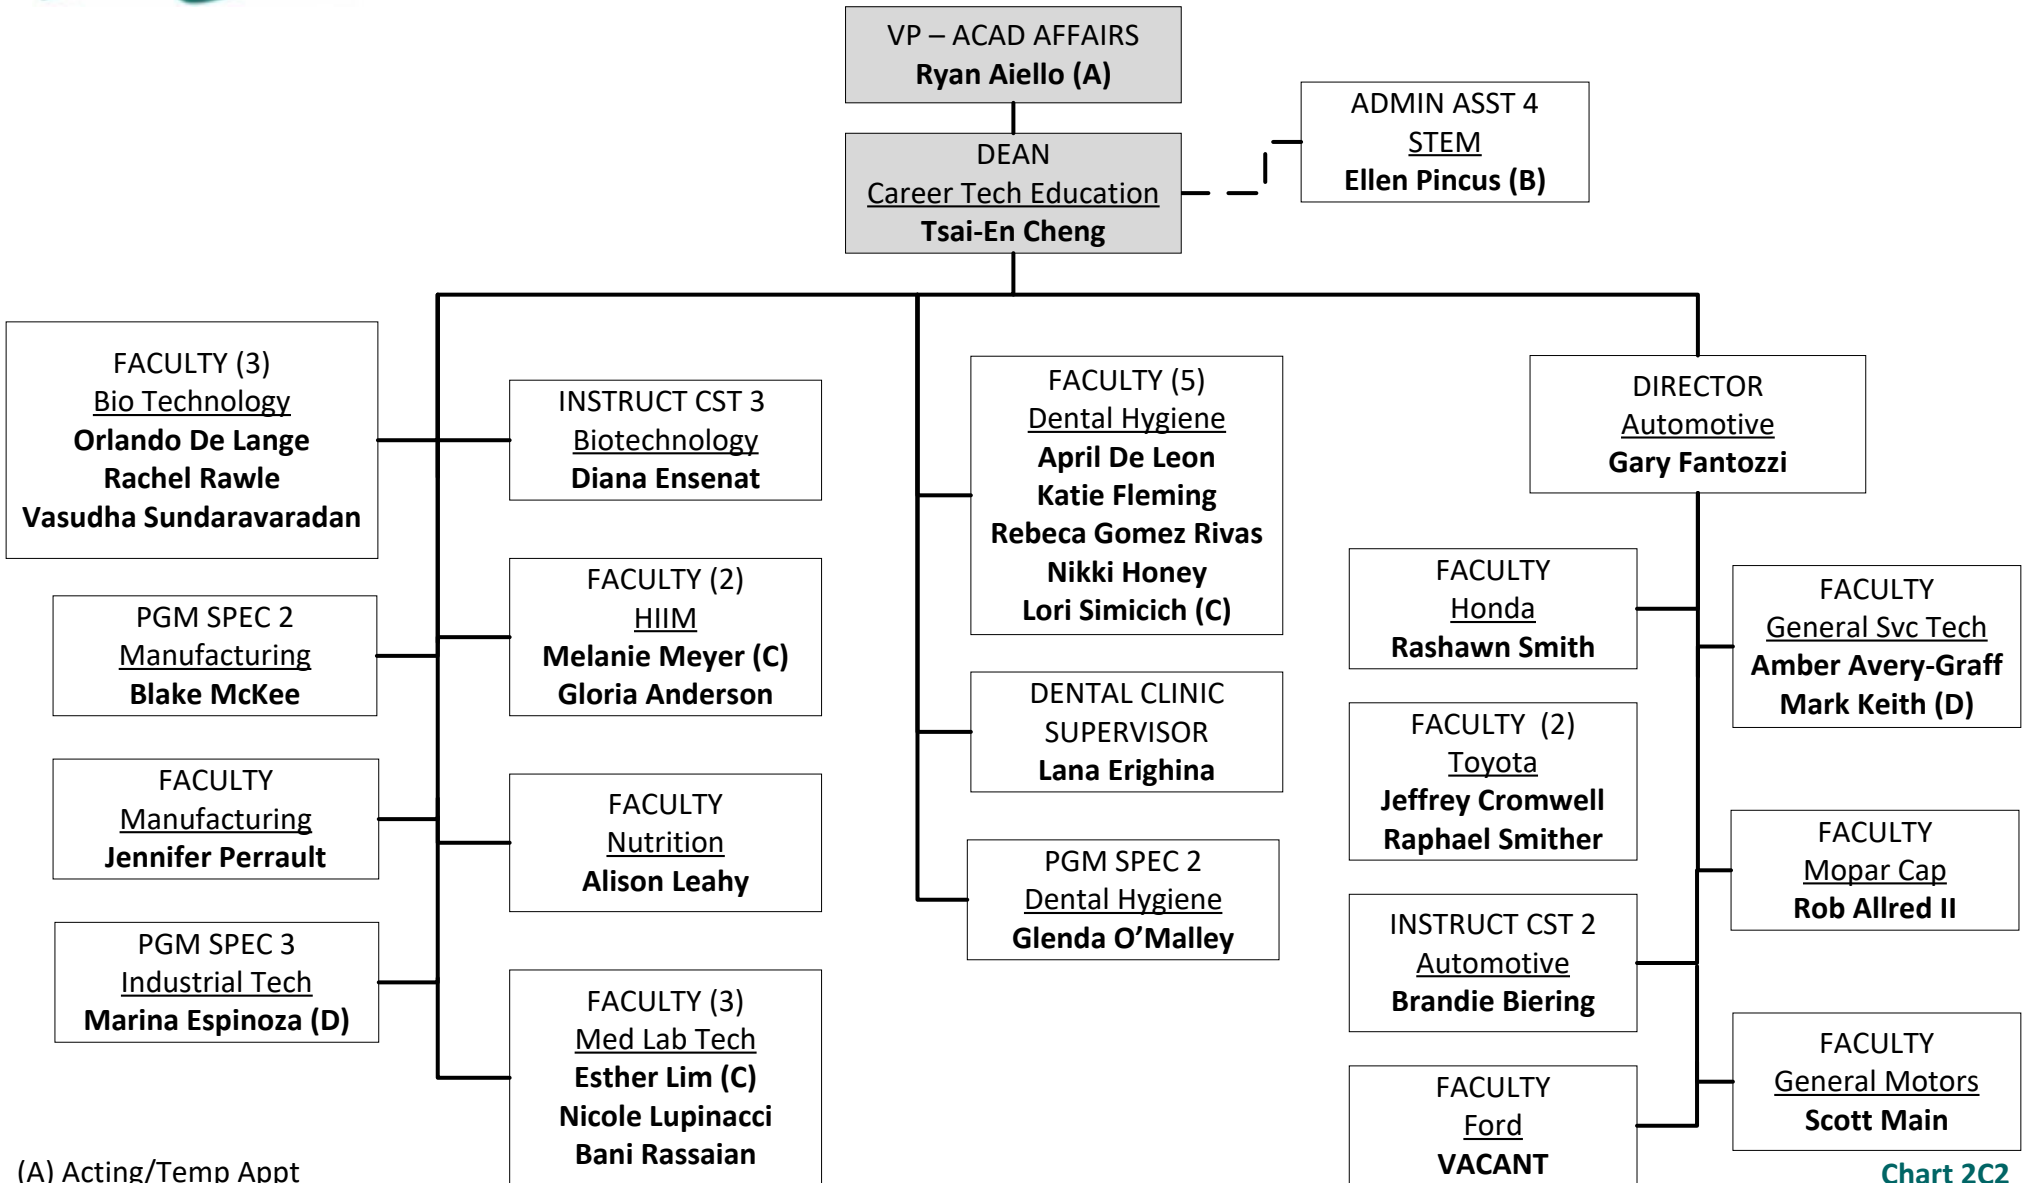 VP – ACAD AFFAIRS
Ryan Aiello (A)
ADMIN ASST 4
STEM
Ellen Pincus (B)
DEAN
Career Tech Education
Tsai-En Cheng
FACULTY (3)
Bio Technology
Orlando De Lange
Rachel Rawle
Vasudha Sundaravaradan
INSTRUCT CST 3
Biotechnology
Diana Ensenat
FACULTY (5)
Dental Hygiene
April De Leon
Katie Fleming
Rebeca Gomez Rivas
Nikki Honey
Lori Simicich (C)
DIRECTOR
Automotive
Gary Fantozzi
PGM SPEC 2
Manufacturing
Blake McKee
FACULTY (2)
HIIM
Melanie Meyer (C)
Gloria Anderson
DENTAL CLINIC
SUPERVISOR
Lana Erighina
FACULTY
Honda
Rashawn Smith
FACULTY
General Svc Tech
Amber Avery-Graff
Mark Keith (D)
FACULTY
Manufacturing
Jennifer Perrault
FACULTY
Nutrition
Alison Leahy
PGM SPEC 2
Dental Hygiene
Glenda O’Malley
FACULTY (2)
Toyota
Jeffrey Cromwell
Raphael Smither
FACULTY
Mopar Cap
Rob Allred II
PGM SPEC 3
Industrial Tech
Marina Espinoza (D)
FACULTY (3)
Med Lab Tech
Esther Lim (C)
Nicole Lupinacci
Bani Rassaian
INSTRUCT CST 2
Automotive
Brandie Biering
FACULTY
General Motors
Scott Main
FACULTY
Ford
VACANT
(A) Acting/Temp Appt
Chart 2C2